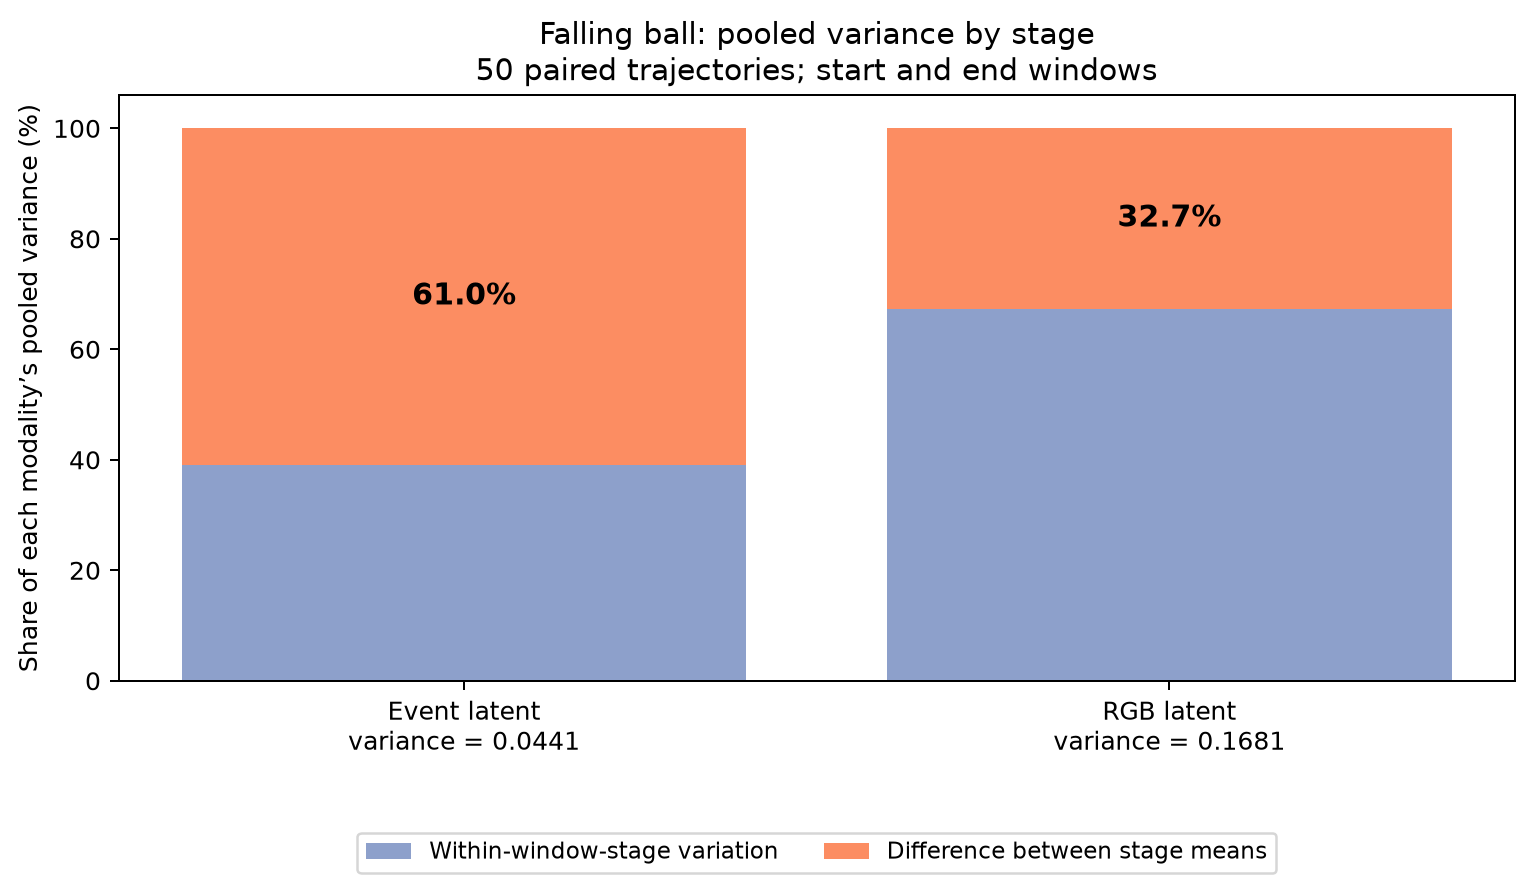 Falling ball: pooled variance by stage
50 paired trajectories; start and end windows
Share of each modality’s pooled variance (%)
100
80
60
40
20
0
61.0%
32.7%
Event latent
variance = 0.0441
RGB latent
variance = 0.1681
Within-window-stage variation
Difference between stage means